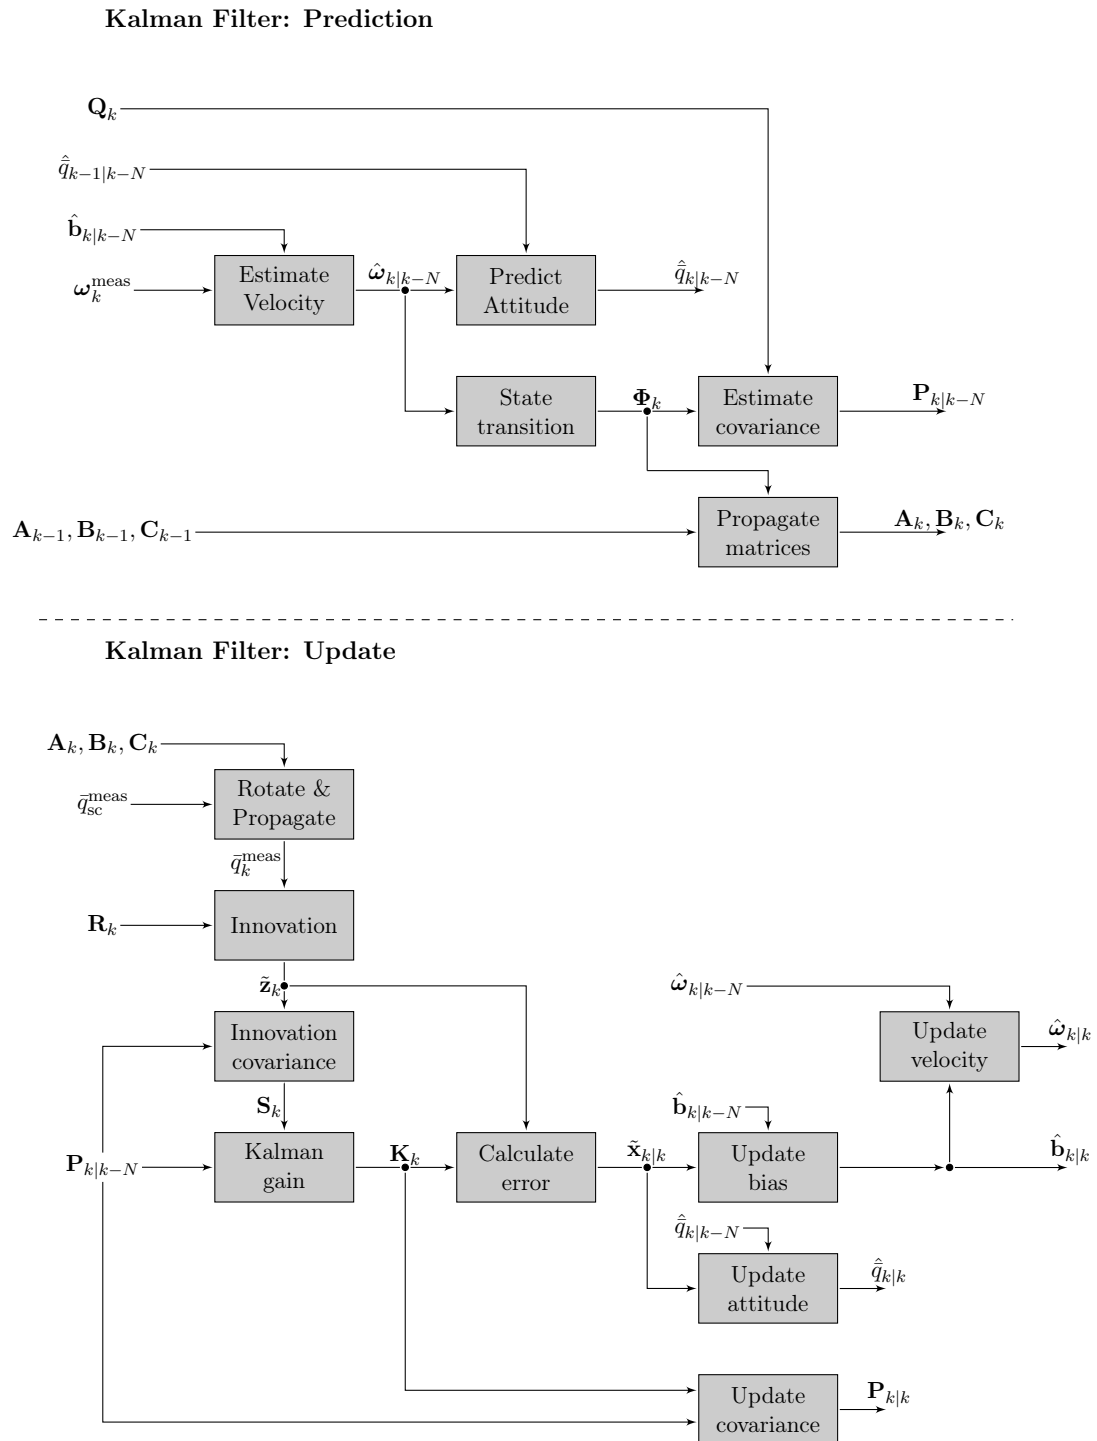 Kalman Filter: Prediction
Q_k
\hat{\bar{q}}_{k-1|k-N}
\hat{b}_{k|k-N}
ω_k^{meas}
Estimate
Velocity
\hat{ω}_{k|k-N}
Predict
Attitude
\hat{\bar{q}}_{k|k-N}
State
transition
Φ_k
Estimate
covariance
P_{k|k-N}
A_{k-1}, B_{k-1}, C_{k-1}
Propagate
matrices
A_k, B_k, C_k
Kalman Filter: Update
A_k, B_k, C_k
\bar{q}_{sc}^{meas}
Rotate &
Propagate
\bar{q}_k^{meas}
R_k
Innovation
\tilde{z}_k
\hat{ω}_{k|k-N}
Innovation
covariance
Update
velocity
\hat{ω}_{k|k}
S_k
\hat{b}_{k|k-N}
P_{k|k-N}
Kalman
gain
K_k
Calculate
error
\tilde{x}_{k|k}
Update
bias
\hat{b}_{k|k}
\hat{\bar{q}}_{k|k-N}
Update
attitude
\hat{\bar{q}}_{k|k}
Update
covariance
P_{k|k}